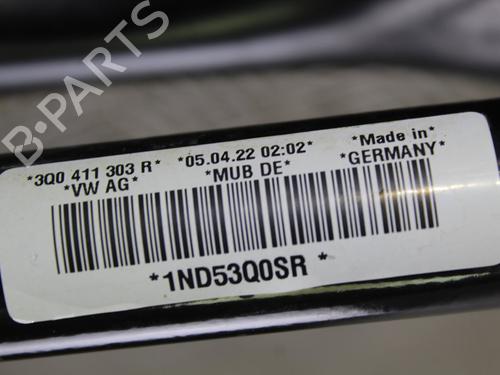 B-PARTS
*3Q0 411 303 R* *05.04.22 02:02* *Made in*
*VW AG* *MUB DE* *GERMANY*
*1ND53Q0SR *